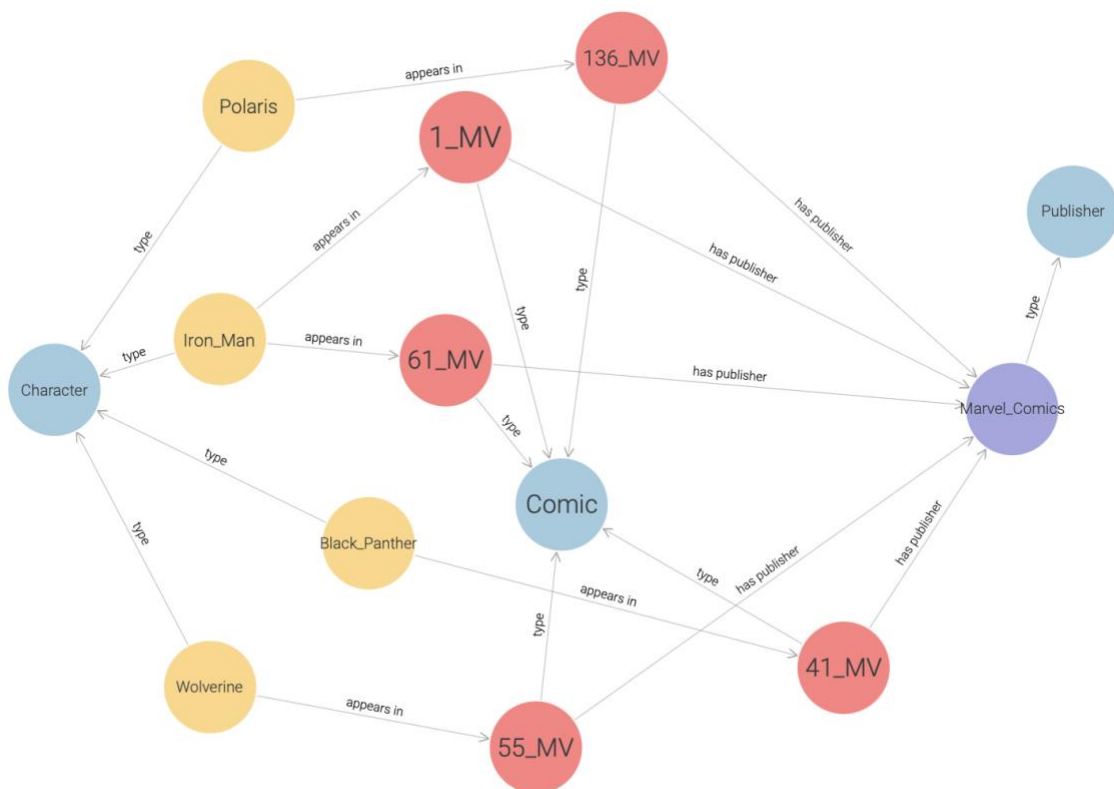 136_MV
appears in
Polaris
1_MV
has publisher
Publisher
type
appears in
has publisher
type
type
type
Iron_Man
appears in
type
61_MV
has publisher
Character
Marvel_Comics
type
type
Comic
Black_Panther
has publisher
has publisher
type
type
appears in
type
41_MV
Wolverine
appears in
55_MV